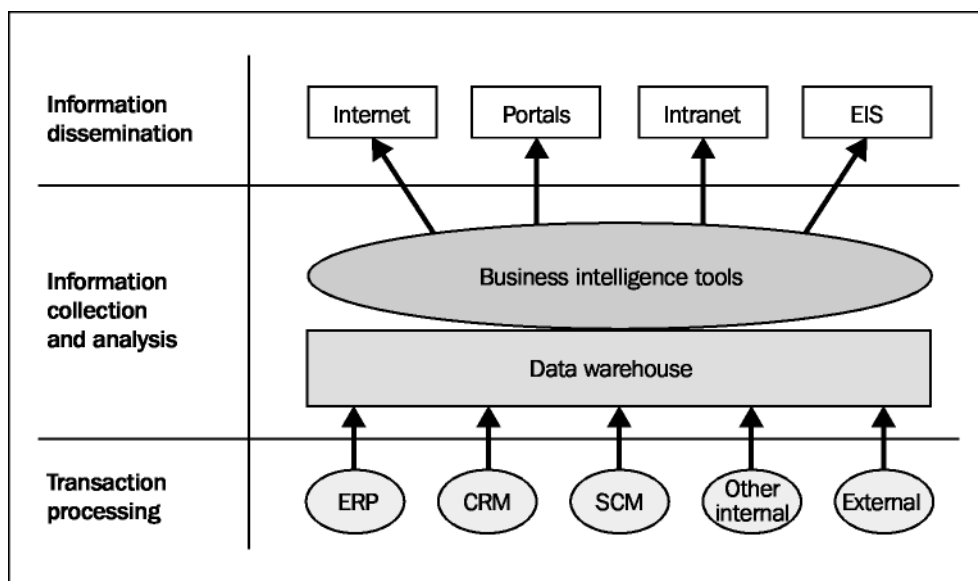 Information
dissemination
Internet
Portals
Intranet
EIS
Information
collection
and analysis
Business intelligence tools
Data warehouse
Transaction
processing
ERP
CRM
SCM
Other
internal
External